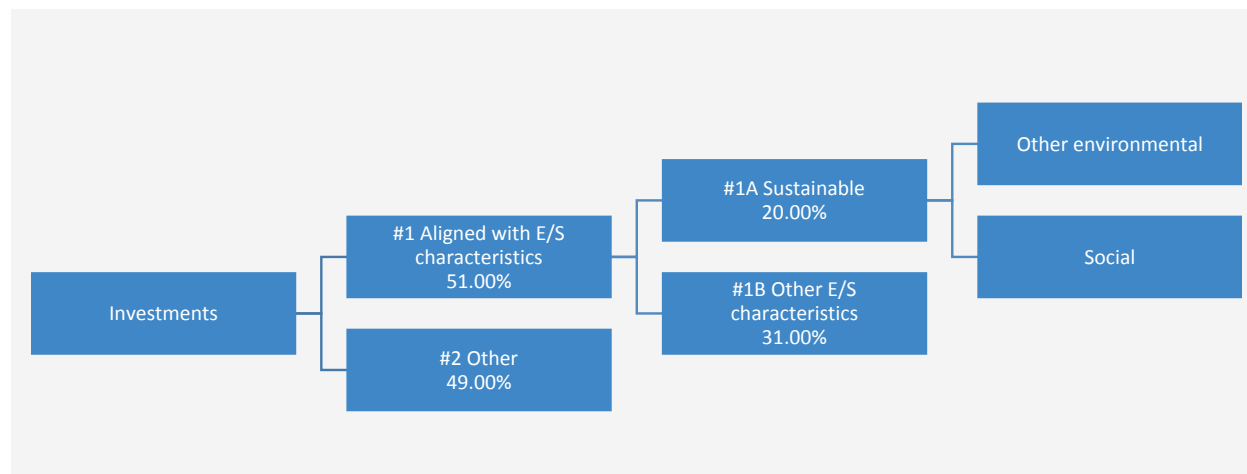 Investments
#1 Aligned with E/S
characteristics
51.00%
#2 Other
49.00%
#1A Sustainable
20.00%
#1B Other E/S
characteristics
31.00%
Other environmental
Social